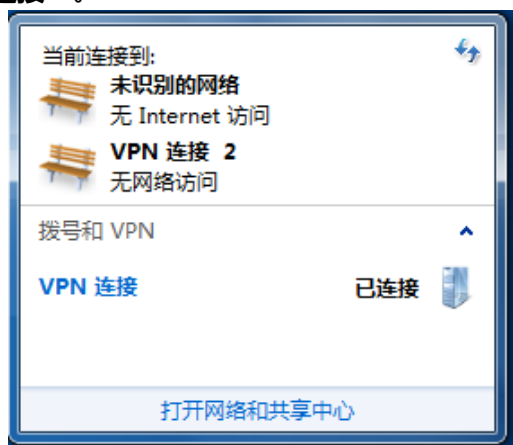 当前连接到:
未识别的网络
无 Internet 访问
VPN 连接 2
无网络访问
拨号和 VPN
VPN 连接 已连接
打开网络和共享中心